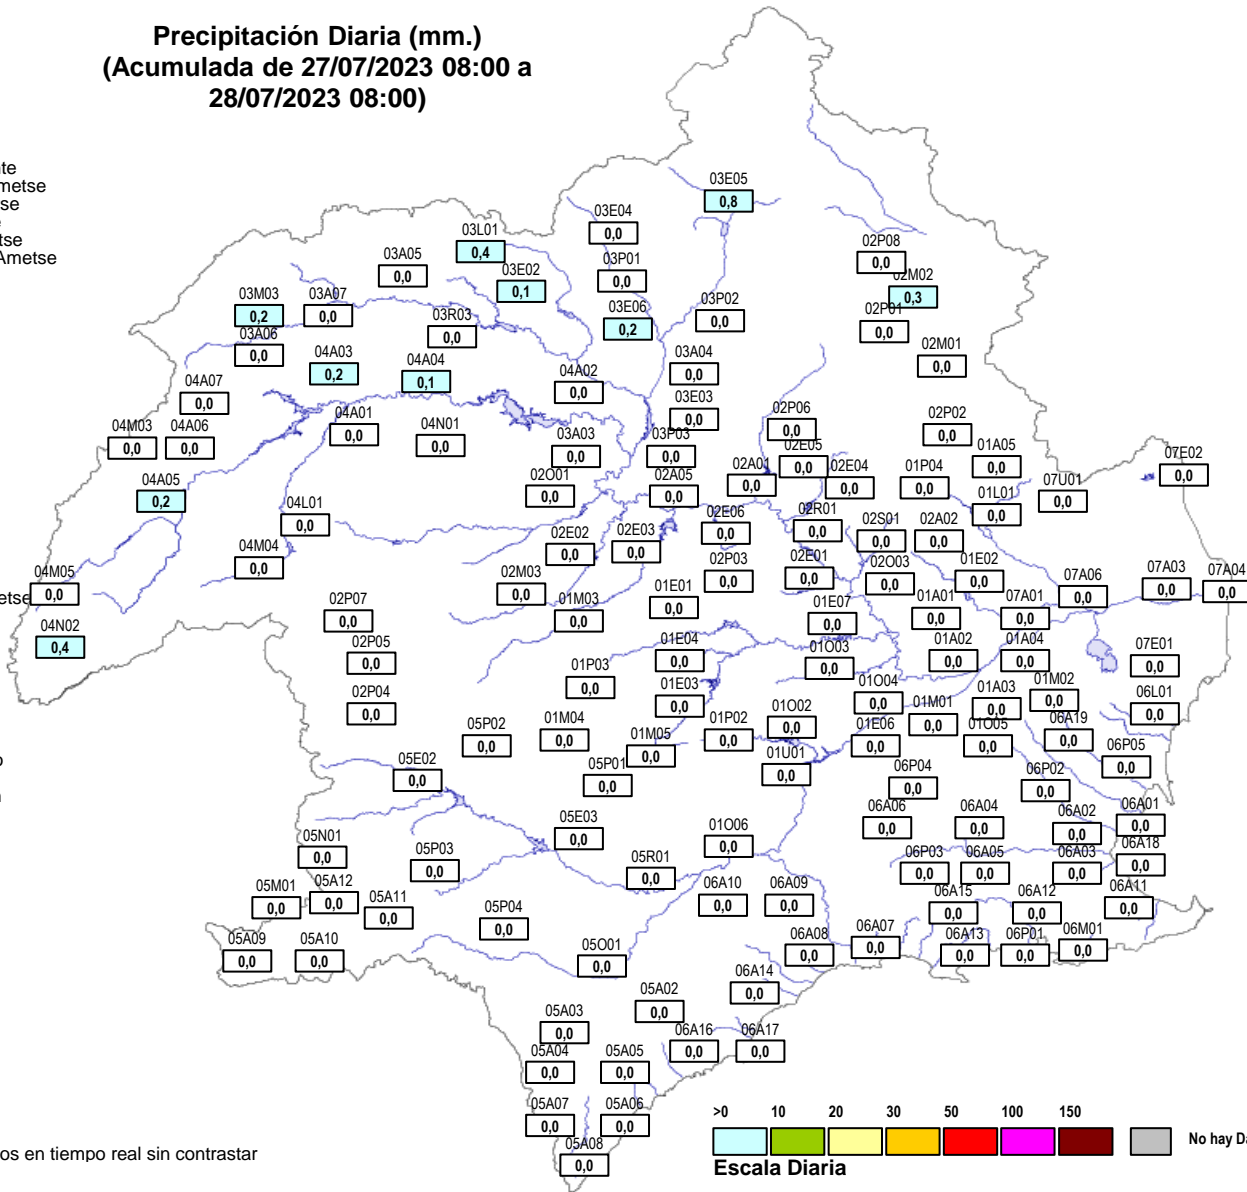 Precipitación Diaria (mm.)
(Acumulada de 27/07/2023 08:00 a
28/07/2023 08:00)
nte
metse
tse
e
tse
Ametse
03E05
0,8
03E04
0,0
03L01
0,4
03A05
0,0
03P01
0,0
02P08
0,0
03E02
0,1
02M02
0,3
03M03
0,2
03A07
0,0
03P02
0,0
03E06
0,2
02P01
0,0
03R03
0,0
03A06
0,0
02M01
0,0
04A03
0,2
04A04
0,1
03A04
0,0
04A02
0,0
04A07
0,0
03E03
0,0
04A01
0,0
02P06
0,0
02P02
0,0
04M03
0,0
04A06
0,0
04N01
0,0
03A03
0,0
03P03
0,0
02E05
0,0
01A05
0,0
07E02
0,0
02A01
0,0
02E04
0,0
01P04
0,0
04A05
0,2
02O01
0,0
02A05
0,0
07U01
0,0
01L01
0,0
04L01
0,0
02E06
0,0
02R01
0,0
02S01
0,0
02A02
0,0
02E02
0,0
02E03
0,0
04M04
0,0
02P03
0,0
02E01
0,0
02O03
0,0
01E02
0,0
07A03
0,0
07A04
0,0
04M05
0,0
etse
02M03
0,0
07A06
0,0
01E01
0,0
01M03
0,0
02P07
0,0
01E07
0,0
01A01
0,0
07A01
0,0
04N02
0,4
02P05
0,0
01E04
0,0
01O03
0,0
01A02
0,0
01A04
0,0
07E01
0,0
01P03
0,0
01E03
0,0
01O04
0,0
01A03
0,0
01M02
0,0
06L01
0,0
02P04
0,0
01M01
0,0
05P02
0,0
01M04
0,0
01M05
0,0
01P02
0,0
01O02
0,0
01E06
0,0
01O05
0,0
06A19
0,0
o
01U01
0,0
06P05
0,0
05E02
0,0
05P01
0,0
06P04
0,0
06P02
0,0
05E03
0,0
01O06
0,0
06A06
0,0
06A04
0,0
06A02
0,0
06A01
0,0
05N01
0,0
05P03
0,0
05R01
0,0
06P03
0,0
06A05
0,0
06A03
0,0
06A18
0,0
05M01
0,0
05A12
0,0
05A11
0,0
06A10
0,0
06A09
0,0
06A15
0,0
06A12
0,0
06A11
0,0
05P04
0,0
05A09
0,0
05A10
0,0
05O01
0,0
06A08
0,0
06A07
0,0
06A13
0,0
06P01
0,0
06M01
0,0
06A14
0,0
05A02
0,0
05A03
0,0
06A16
0,0
06A17
0,0
05A04
0,0
05A05
0,0
05A07
0,0
05A06
0,0
05A08
0,0
os en tiempo real sin contrastar
>0 10 20 30 50 100 150
No hay Da
Escala Diaria